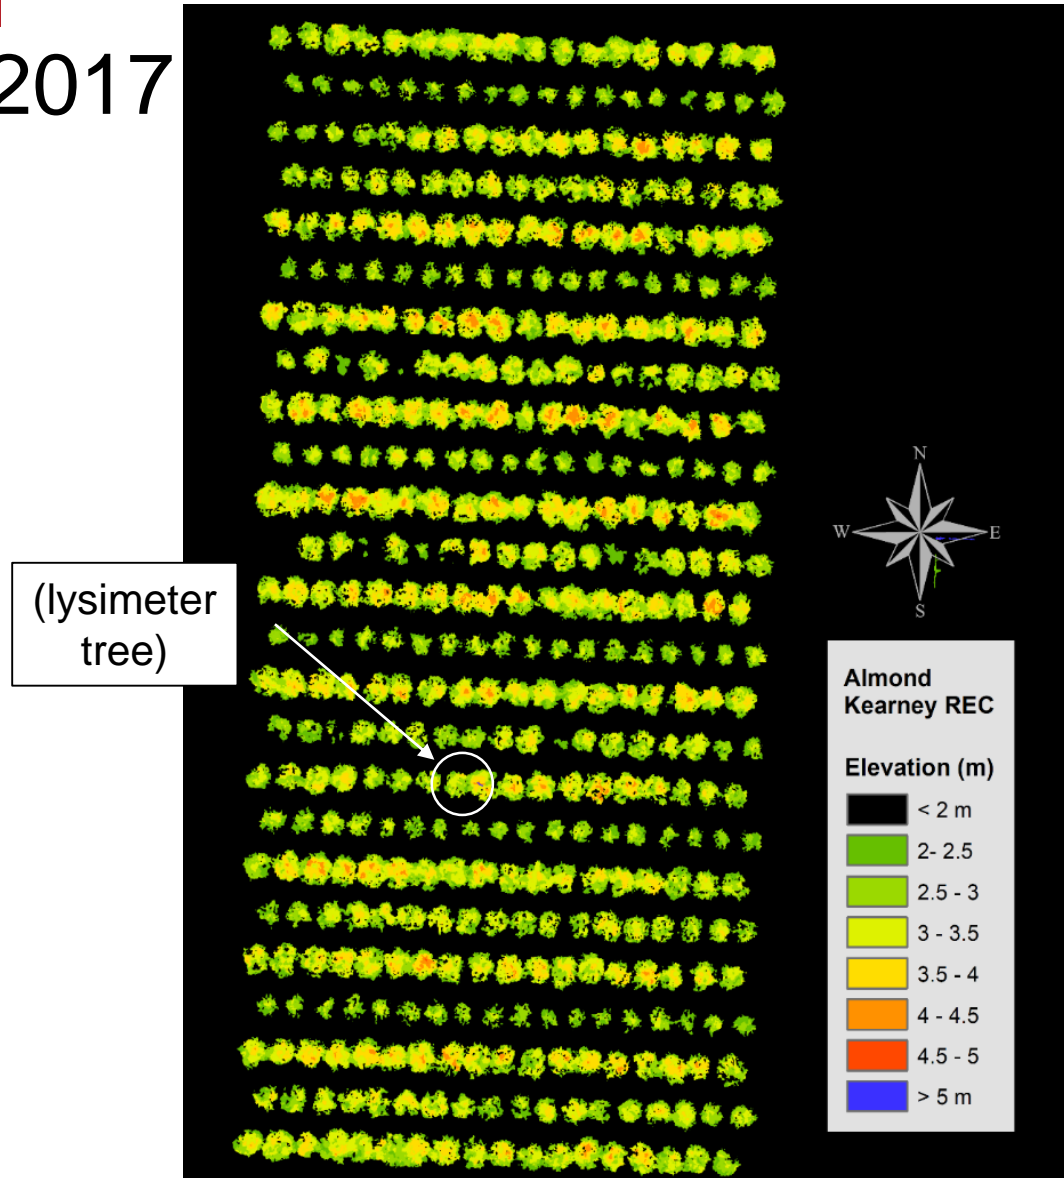 2017
(lysimeter
tree)
N
W
E
S
Almond
Kearney REC
Elevation (m)
< 2 m
2- 2.5
2.5 - 3
3 - 3.5
3.5 - 4
4 - 4.5
4.5 - 5
> 5 m